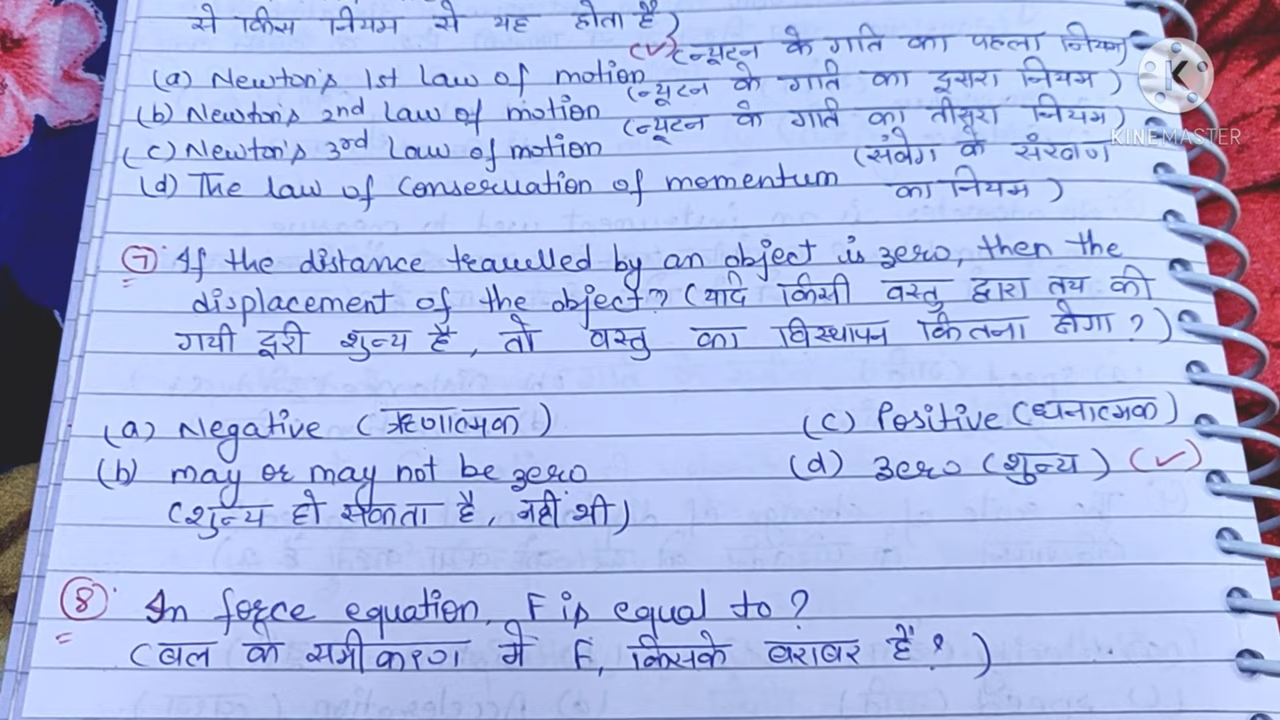 से किस नियम से यह होता है)
(✓) (न्यूटन के गति का पहला नियम)
(a) Newton's 1st law of motion
(न्यूटन के गति का दूसरा नियम)
(b) Newton's 2nd law of motion
(न्यूटन के गति का तीसरा नियम)
(c) Newton's 3rd law of motion
(d) The law of Conservation of momentum (संवेग के संरक्षण
का नियम)
KINEMASTER
⑦ If the distance travelled by an object is zero, then the
displacement of the object? (यदि किसी वस्तु द्वारा तय की
गयी दूरी शुन्य है, तो वस्तु का विस्थापन कितना होगा?)
(a) Negative (ऋणात्मक) (c) Positive (धनात्मक)
(b) may or may not be zero (d) zero (शुन्य) (✓)
(शुन्य हो सकता है, नहीं भी)
⑧ In force equation, F is equal to?
(बल के समीकरण में F, किसके बराबर है?)